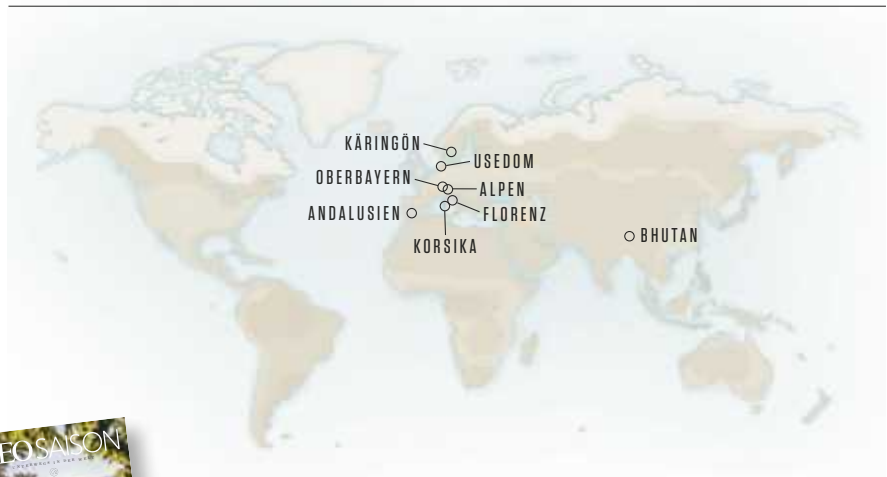 KÄRINGÖN
USEDOM
OBERBAYERN
ALPEN
ANDALUSIEN
FLORENZ
KORSIKA
BHUTAN
EO SAISON